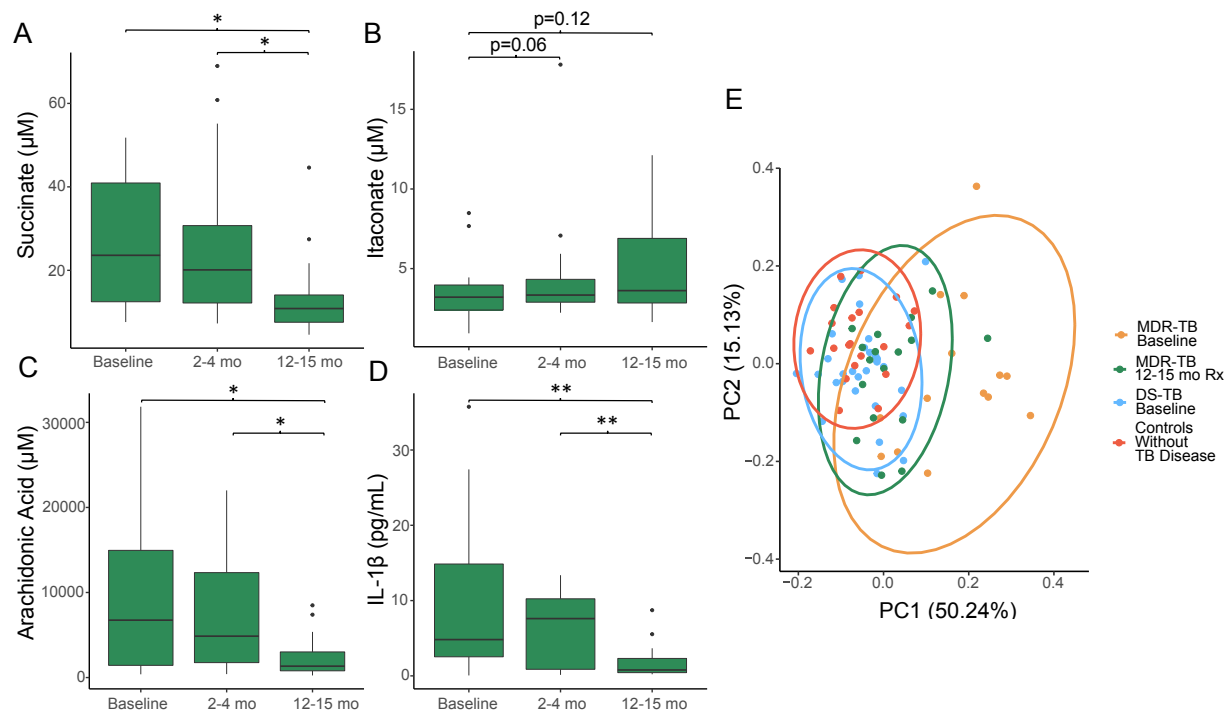 A
*
*
Succinate (μM)
60
40
20
Baseline
2-4 mo
12-15 mo
B
p=0.12
p=0.06
Itaconate (μM)
15
10
5
Baseline
2-4 mo
12-15 mo
C
*
*
Arachidonic Acid (μM)
30000
20000
10000
0
Baseline
2-4 mo
12-15 mo
D
**
**
IL-1β (pg/mL)
30
20
10
0
Baseline
2-4 mo
12-15 mo
E
PC2 (15.13%)
0.4
0.2
0.0
−0.2
−0.4
−0.2
0.0
0.2
0.4
PC1 (50.24%)
MDR-TB
Baseline
MDR-TB
12-15 mo Rx
DS-TB
Baseline
Controls
Without
TB Disease